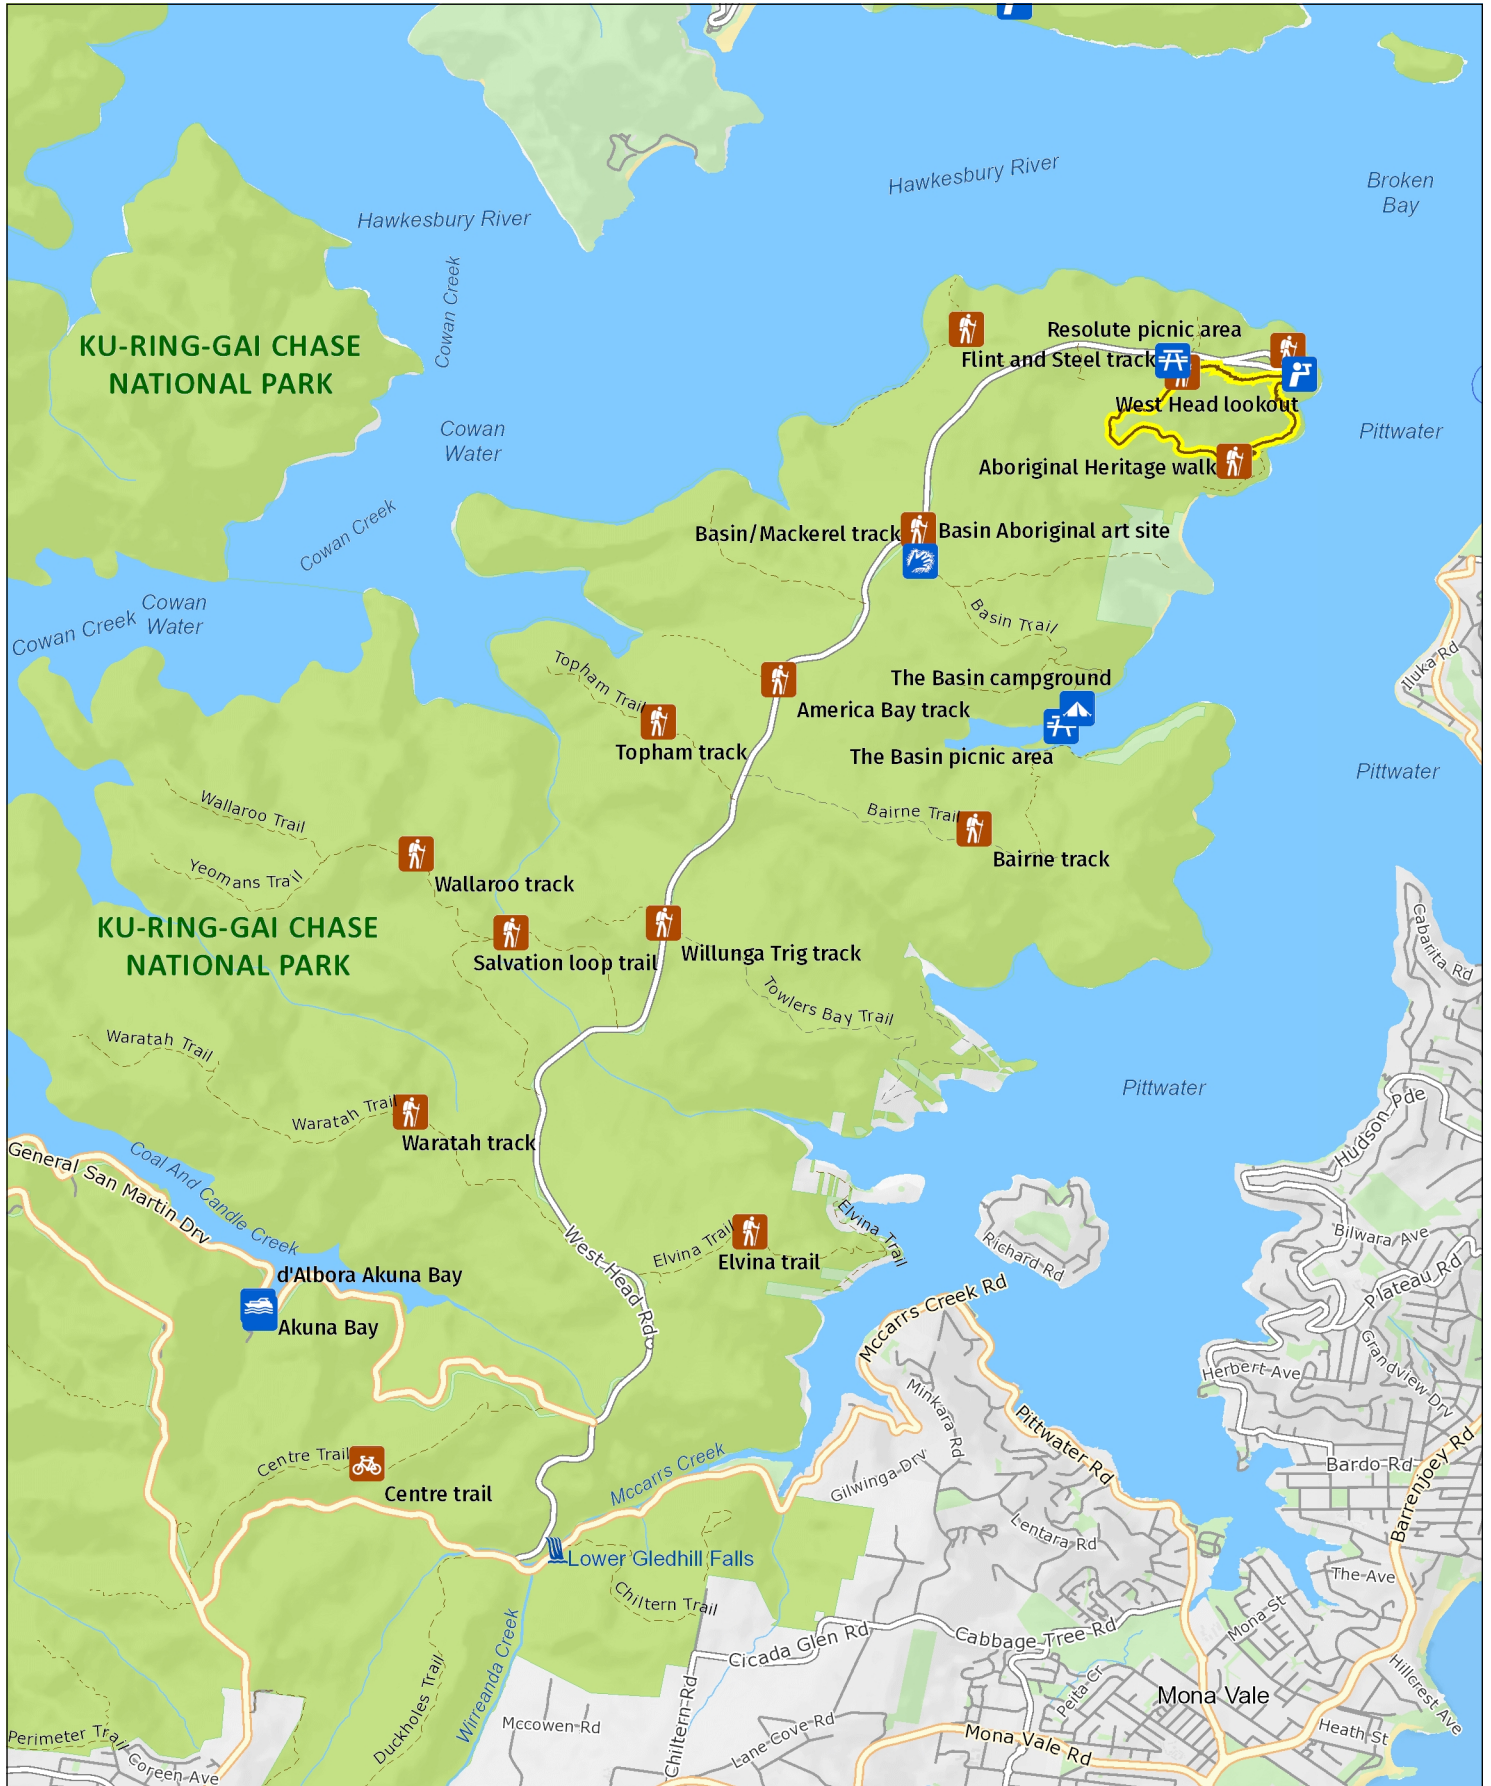 Hawkesbury River
Broken
Bay
Hawkesbury River
Cowan Creek
KU-RING-GAI CHASE
NATIONAL PARK
Resolute picnic area
Flint and Steel track
West Head lookout
Pittwater
Cowan
Water
Aboriginal Heritage walk
Cowan Creek
Basin/Mackerel track
Basin Aboriginal art site
Cowan
Water
Cowan Creek
Basin Trail
Iluka Rd
Topham Trail
The Basin campground
America Bay track
Topham track
The Basin picnic area
Pittwater
Wallaroo Trail
Bairne Trail
Bairne track
Yeomans Trail
Wallaroo track
KU-RING-GAI CHASE
NATIONAL PARK
Salvation loop trail
Willunga Trig track
Cabarita Rd
Towlers Bay Trail
Waratah Trail
Pittwater
Waratah Trail
Waratah track
Hudson Pde
General San Martin Drv
Coal And Candle Creek
Elvina Trail
Elvina Trail
Elvina trail
West Head Rd
Richard Rd
Bilwara Ave
Plateau Rd
d'Albora Akuna Bay
Akuna Bay
Mccarrs Creek Rd
Herbert Ave
Grandview Drv
Minkara Rd
Pittwater Rd
Centre Trail
Centre trail
Mccarrs Creek
Gilwinga Drv
Bardo Rd
Barrenjoey Rd
Lentara Rd
Lower Gledhill Falls
The Ave
Chiltern Trail
Mona St
Cicada Glen Rd
Cabbage Tree Rd
Wirreanda Creek
Duckholes Trail
Peita Cr
Mona Vale
Hillcrest Ave
Chiltern Rd
Mccowen Rd
Lane Cove Rd
Mona Vale Rd
Heath St
Perimeter Trail
Coreen Ave